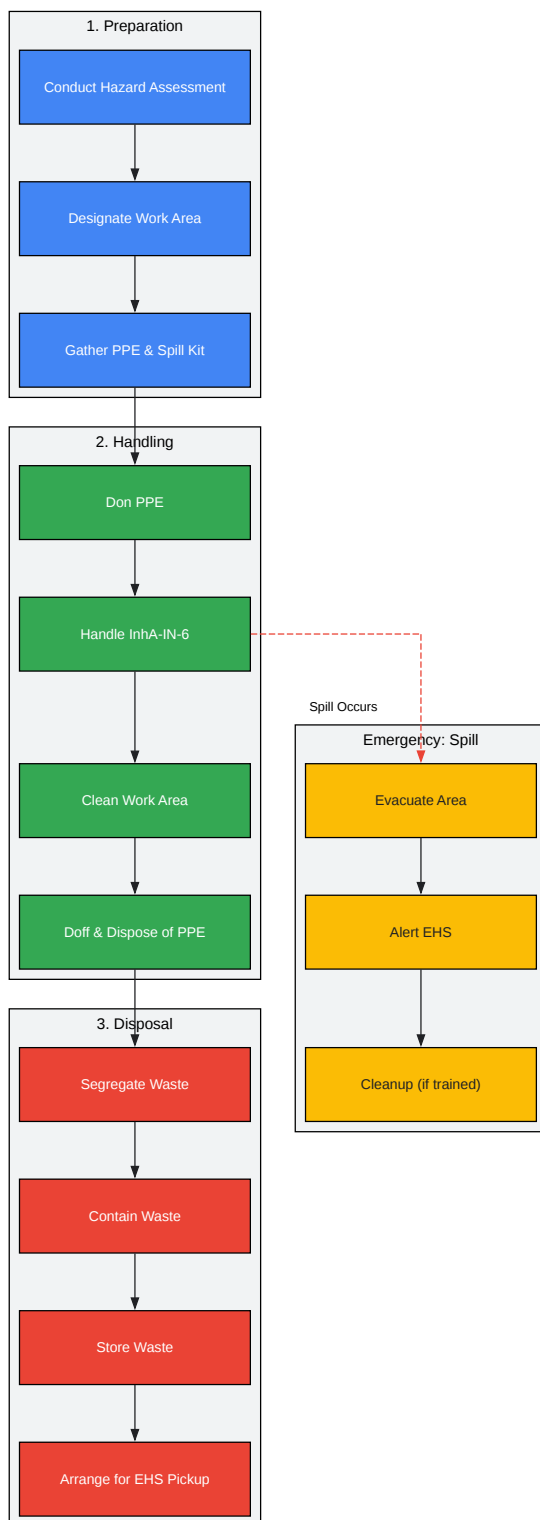 1. Preparation
Conduct Hazard Assessment
Designate Work Area
Gather PPE & Spill Kit
2. Handling
Don PPE
Handle InhA-IN-6
Clean Work Area
Doff & Dispose of PPE
Spill Occurs
Emergency: Spill
Evacuate Area
Alert EHS
Cleanup (if trained)
3. Disposal
Segregate Waste
Contain Waste
Store Waste
Arrange for EHS Pickup